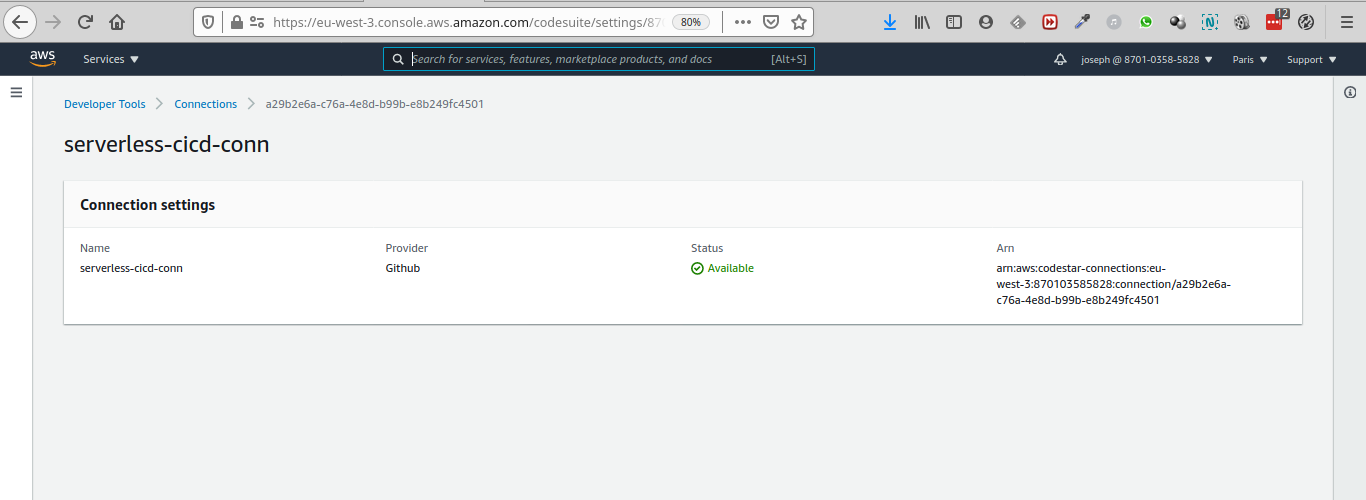 https://eu-west-3.console.aws.amazon.com/codesuite/settings/87 80%
12
aws Services Search for services, features, marketplace products, and docs [Alt+S] joseph @ 8701-0358-5828 Paris Support
Developer Tools Connections a29b2e6a-c76a-4e8d-b99b-e8b249fc4501
serverless-cicd-conn
Connection settings
Name Provider Status Arn
serverless-cicd-conn Github Available arn:aws:codestar-connections:eu-
west-3:870103585828:connection/a29b2e6a-
c76a-4e8d-b99b-e8b249fc4501